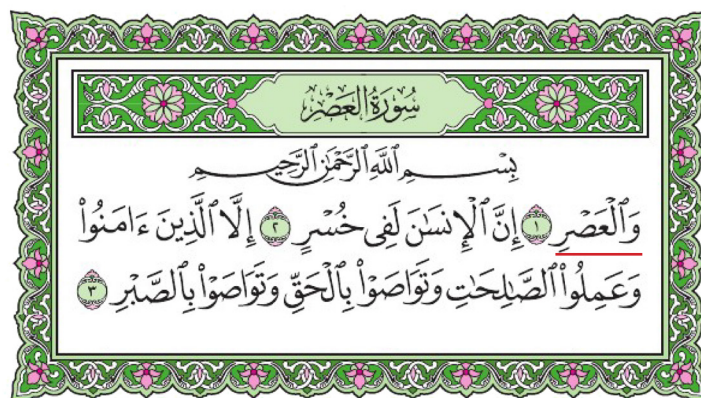 سُورَةُ العَصْرِ
بِسْمِ ٱللَّهِ ٱلرَّحْمَٰنِ ٱلرَّحِيمِ
وَٱلْعَصْرِ ١ إِنَّ ٱلْإِنسَٰنَ لَفِى خُسْرٍ ٢ إِلَّا ٱلَّذِينَ ءَامَنُوا۟
وَعَمِلُوا۟ ٱلصَّٰلِحَٰتِ وَتَوَاصَوْا۟ بِٱلْحَقِّ وَتَوَاصَوْا۟ بِٱلصَّبْرِ ٣